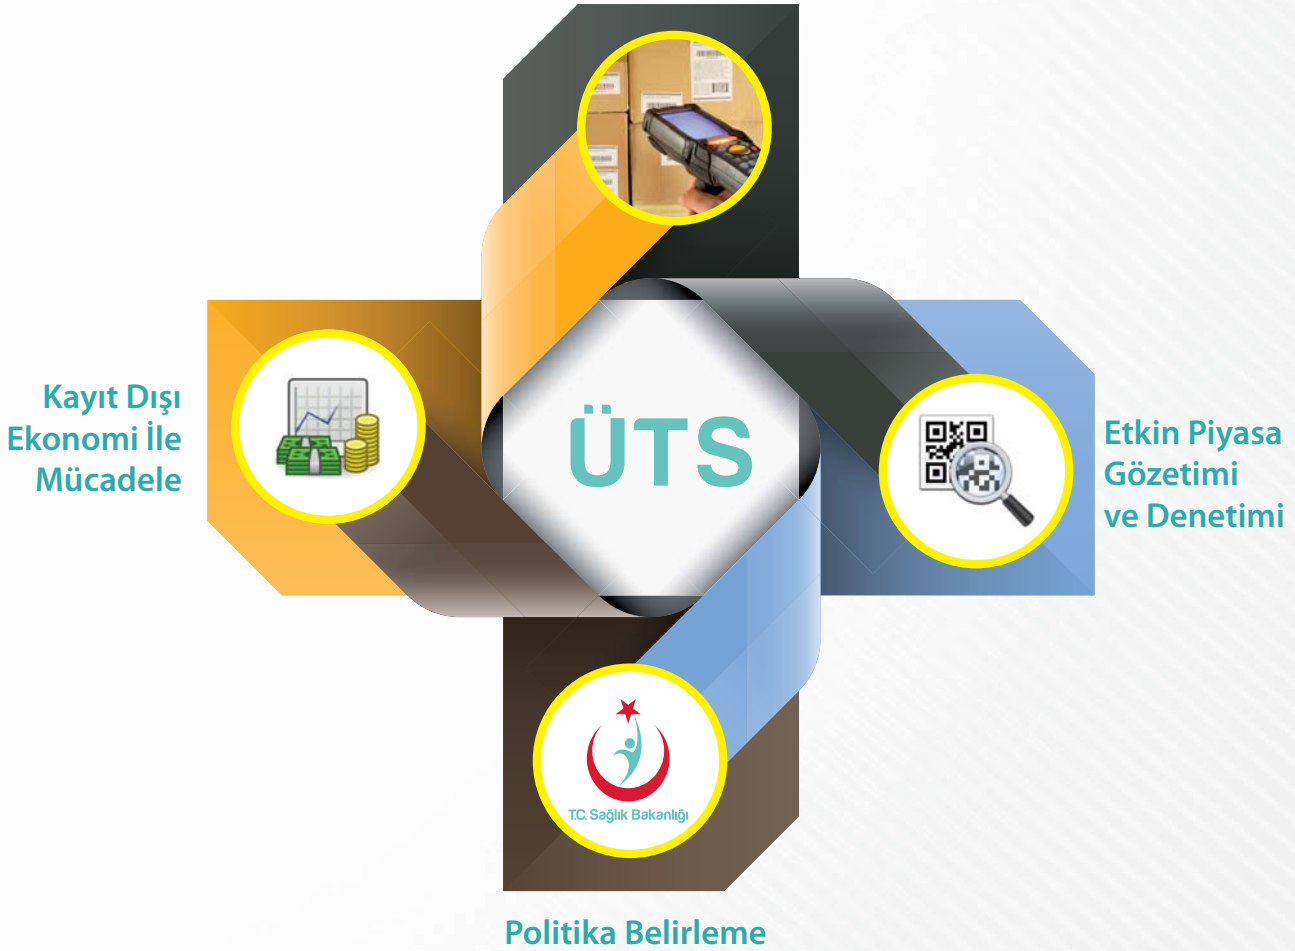 Kayıt Dışı
Ekonomi İle
Mücadele
ÜTS
Etkin Piyasa
Gözetimi
ve Denetimi
T.C. Sağlık Bakanlığı
Politika Belirleme